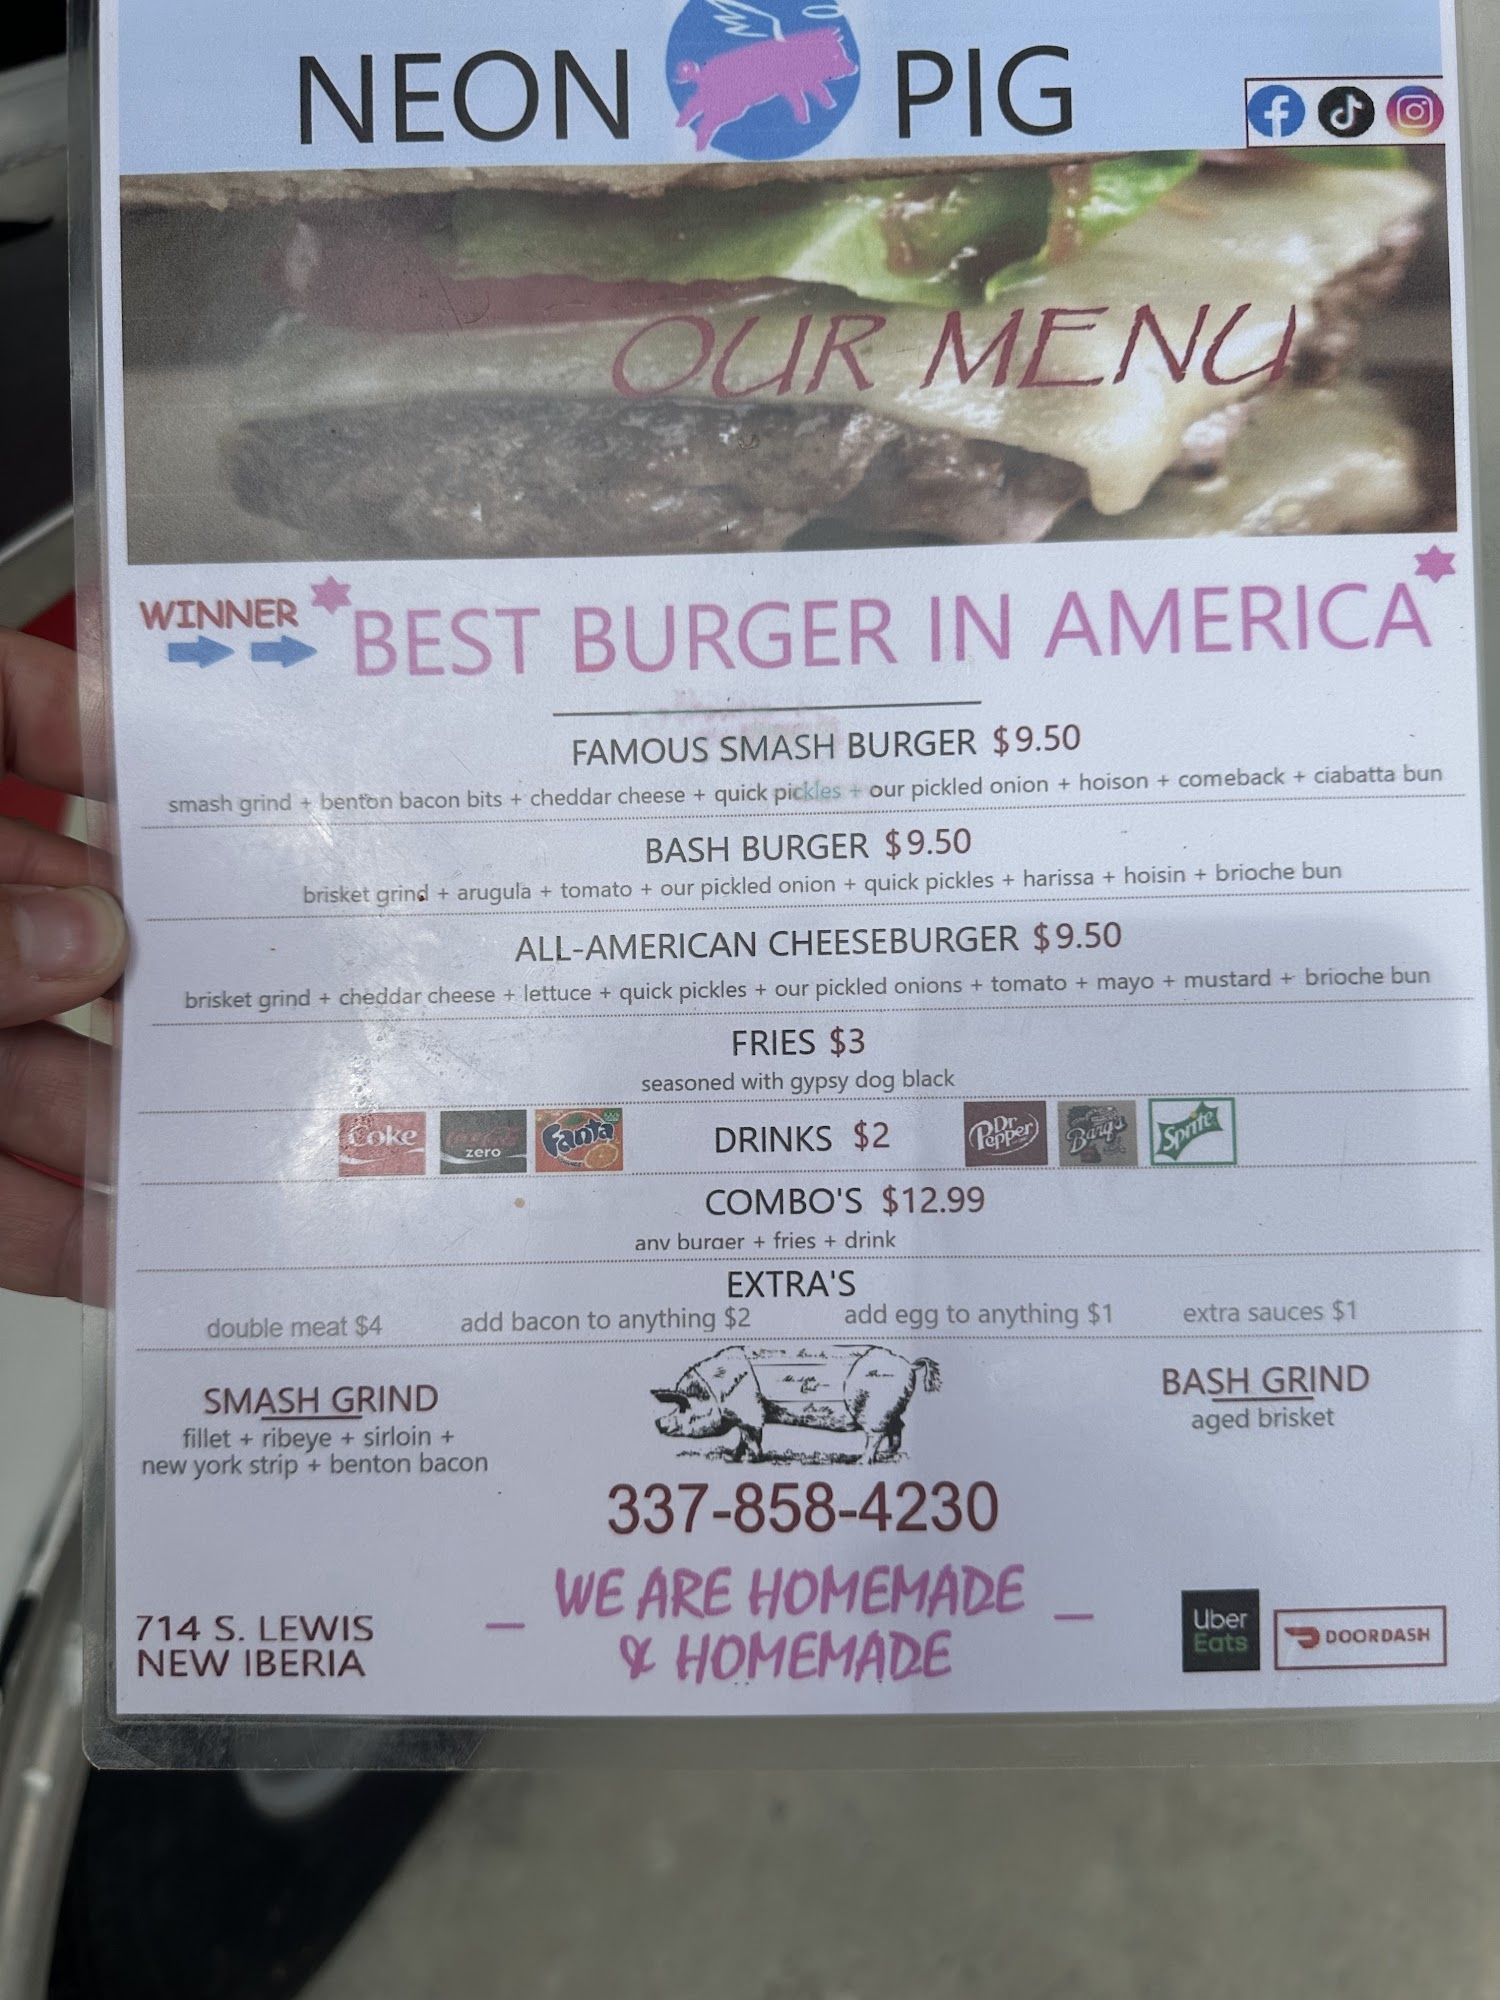 NEON PIG
OUR MENU
WINNER
BEST BURGER IN AMERICA
FAMOUS SMASH BURGER $9.50
smash grind + benton bacon bits + cheddar cheese + quick pickles + our pickled onion + hoison + comeback + ciabatta bun
BASH BURGER $9.50
brisket grind + arugula + tomato + our pickled onion + quick pickles + harissa + hoisin + brioche bun
ALL-AMERICAN CHEESEBURGER $9.50
brisket grind + cheddar cheese + lettuce + quick pickles + our pickled onions + tomato + mayo + mustard + brioche bun
FRIES $3
seasoned with gypsy dog black
Coke
zero
Fanta
DRINKS $2
Dr Pepper
Barq's
Sprite
COMBO'S $12.99
any burger + fries + drink
EXTRA'S
double meat $4 add bacon to anything $2 add egg to anything $1 extra sauces $1
SMASH GRIND
fillet + ribeye + sirloin +
new york strip + benton bacon
BASH GRIND
aged brisket
337-858-4230
WE ARE HOMEMADE
& HOMEMADE
714 S. LEWIS
NEW IBERIA
Uber
Eats
DOORDASH